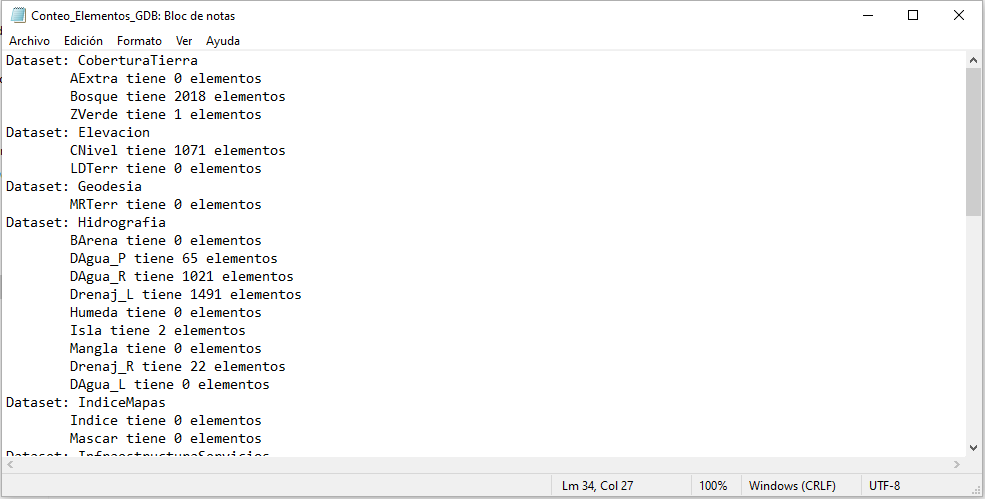 Conteo_Elementos_GDB: Bloc de notas
Archivo Edición Formato Ver Ayuda
Dataset: CoberturaTierra
AExtra tiene 0 elementos
Bosque tiene 2018 elementos
ZVerde tiene 1 elementos
Dataset: Elevacion
CNivel tiene 1071 elementos
LDTerr tiene 0 elementos
Dataset: Geodesia
MRTerr tiene 0 elementos
Dataset: Hidrografia
BArena tiene 0 elementos
DAgua_P tiene 65 elementos
DAgua_R tiene 1021 elementos
Drenaj_L tiene 1491 elementos
Humeda tiene 0 elementos
Isla tiene 2 elementos
Mangla tiene 0 elementos
Drenaj_R tiene 22 elementos
DAgua_L tiene 0 elementos
Dataset: IndiceMapas
Indice tiene 0 elementos
Mascar tiene 0 elementos
Dataset: InfraestructuraServicios
Lm 34, Col 27 100% Windows (CRLF) UTF-8